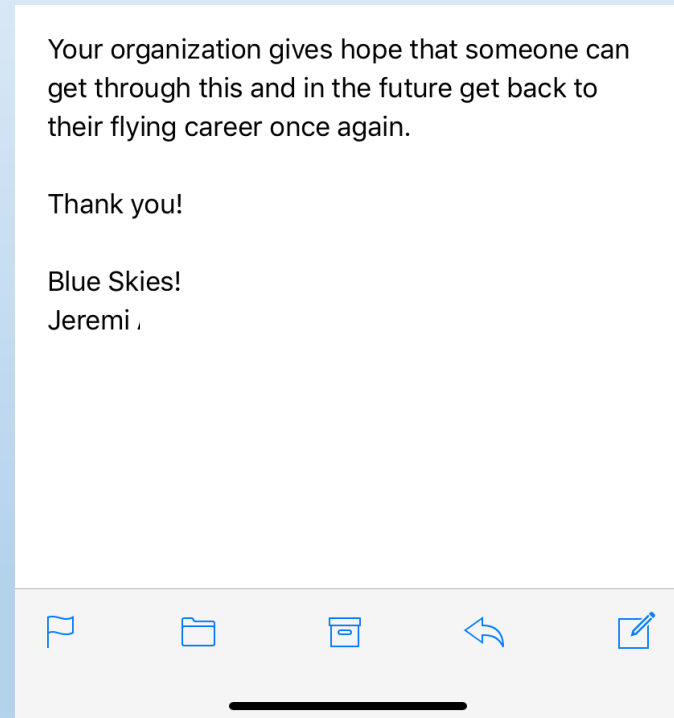 Your organization gives hope that someone can
get through this and in the future get back to
their flying career once again.
Thank you!
Blue Skies!
Jeremi